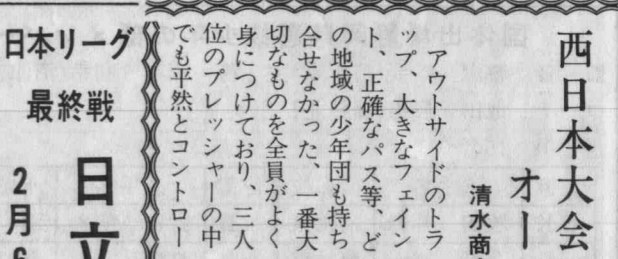 西日本大会
オー
清水商
アウトサイドのトラ
ップ、大きなフェイン
ト、正確なパス等、ど
の地域の少年団も持ち
合せなかった、一番大
切なものを全員がよく
身につけており、三人
位のプレッシャーの中
でも平然とコントロー
日本リーグ
最終戦
日立
2月6